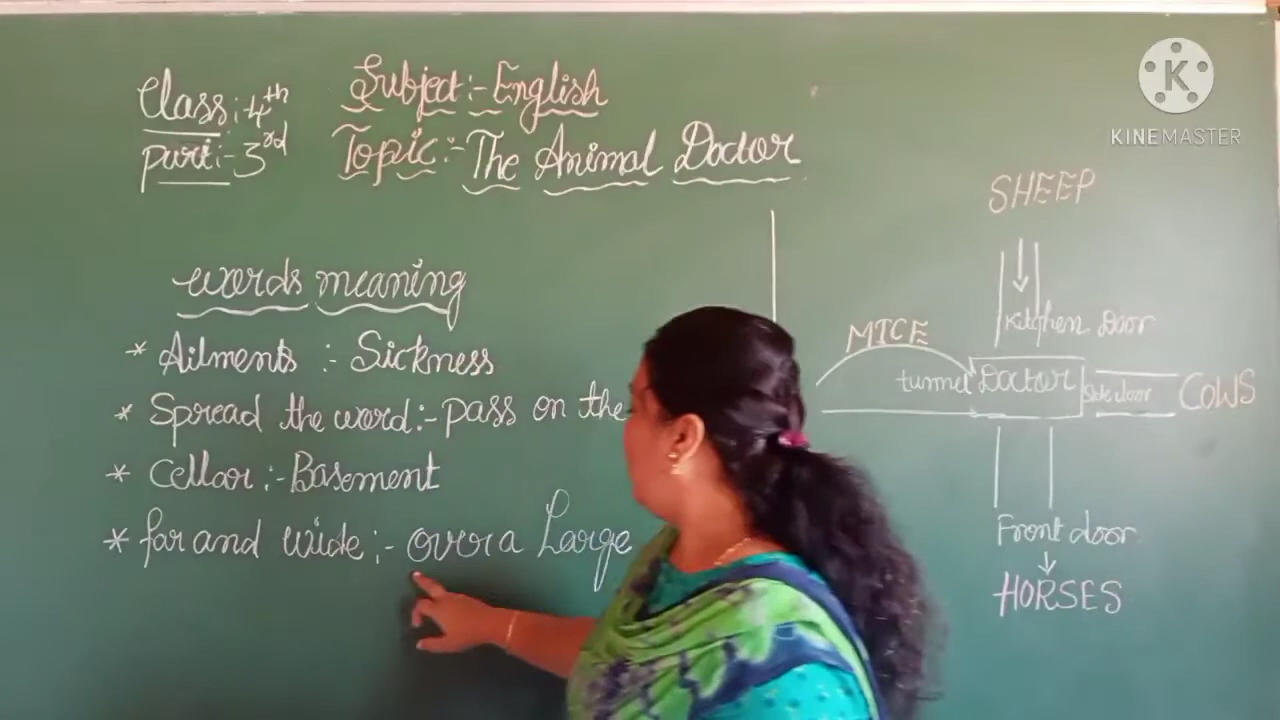 Class:-4th
Part:-3rd
Subject:-English
Topic:-The Animal Doctor
words meaning
* Ailments :- Sickness
* Spread the word:-pass on the
* Cellar:-Basement
* far and wide:-over a Large
SHEEP
Kitchen Door
MICE
tunnel
Doctor
Side door
COWS
Front door
HORSES
K
KINEMASTER